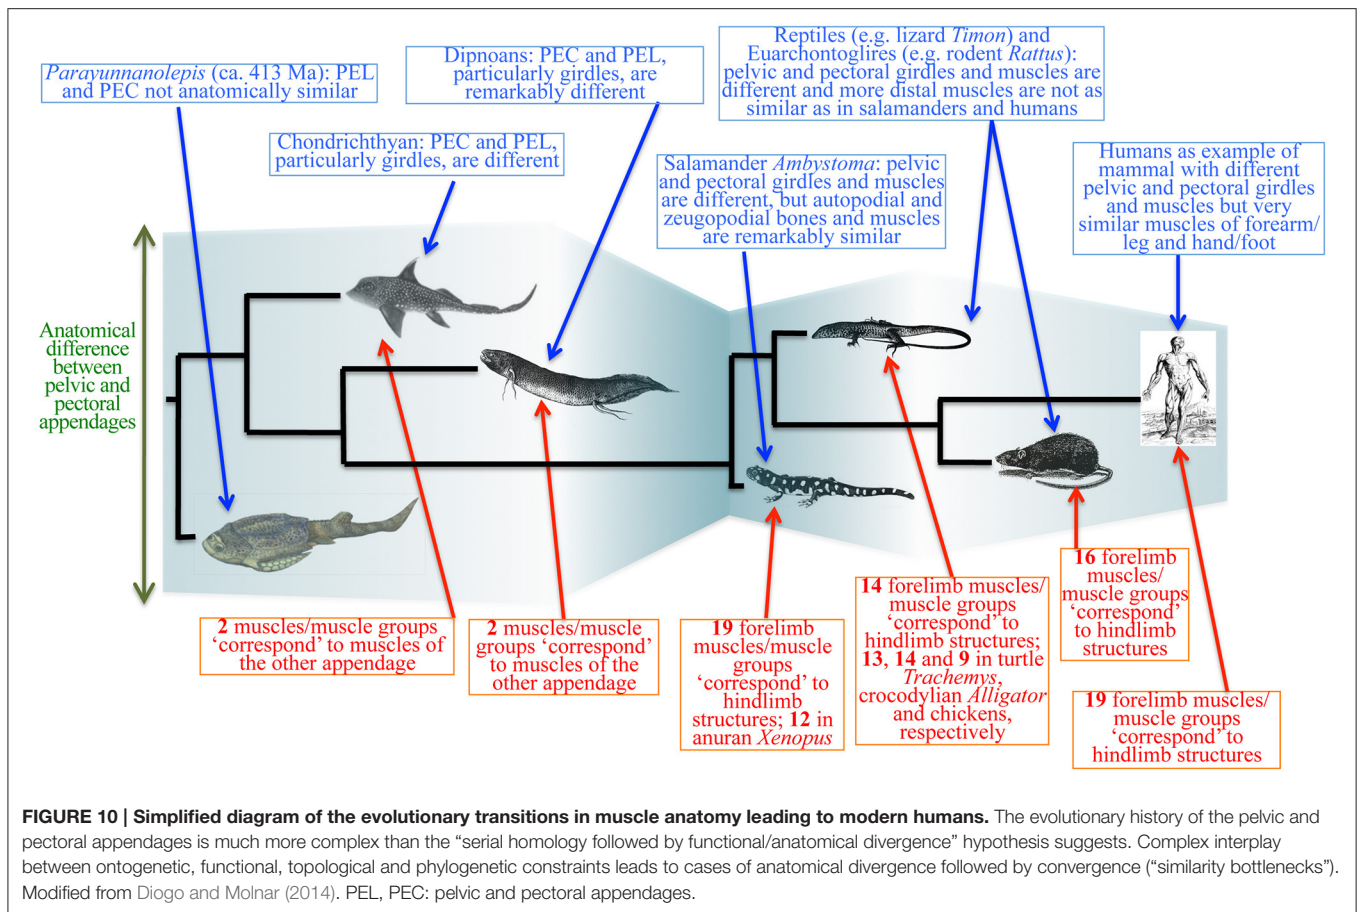 Parayunnanolepis (ca. 413 Ma): PEL
and PEC not anatomically similar
Dipnoans: PEC and PEL,
particularly girdles, are
remarkably different
Reptiles (e.g. lizard Timon) and
Euarchontoglires (e.g. rodent Rattus):
pelvic and pectoral girdles and muscles are
different and more distal muscles are not as
similar as in salamanders and humans
Chondrichthyan: PEC and PEL,
particularly girdles, are different
Salamander Ambystoma: pelvic
and pectoral girdles and muscles
are different, but autopodial and
zeugopodial bones and muscles
are remarkably similar
Humans as example of
mammal with different
pelvic and pectoral girdles
and muscles but very
similar muscles of forearm/
leg and hand/foot
Anatomical
difference
between
pelvic and
pectoral
appendages
2 muscles/muscle groups
‘correspond’ to muscles of
the other appendage
2 muscles/muscle
groups ‘correspond’
to muscles of the
other appendage
19 forelimb
muscles/muscle
groups
‘correspond’ to
hindlimb
structures; 12 in
anuran Xenopus
14 forelimb muscles/
muscle groups
‘correspond’ to
hindlimb structures;
13, 14 and 9 in turtle
Trachemys,
crocodylian Alligator
and chickens,
respectively
16 forelimb
muscles/
muscle groups
‘correspond’
to hindlimb
structures
19 forelimb muscles/
muscle groups
‘correspond’ to
hindlimb structures
FIGURE 10 | Simplified diagram of the evolutionary transitions in muscle anatomy leading to modern humans. The evolutionary history of the pelvic and
pectoral appendages is much more complex than the “serial homology followed by functional/anatomical divergence” hypothesis suggests. Complex interplay
between ontogenetic, functional, topological and phylogenetic constraints leads to cases of anatomical divergence followed by convergence (“similarity bottlenecks”).
Modified from Diogo and Molnar (2014). PEL, PEC: pelvic and pectoral appendages.